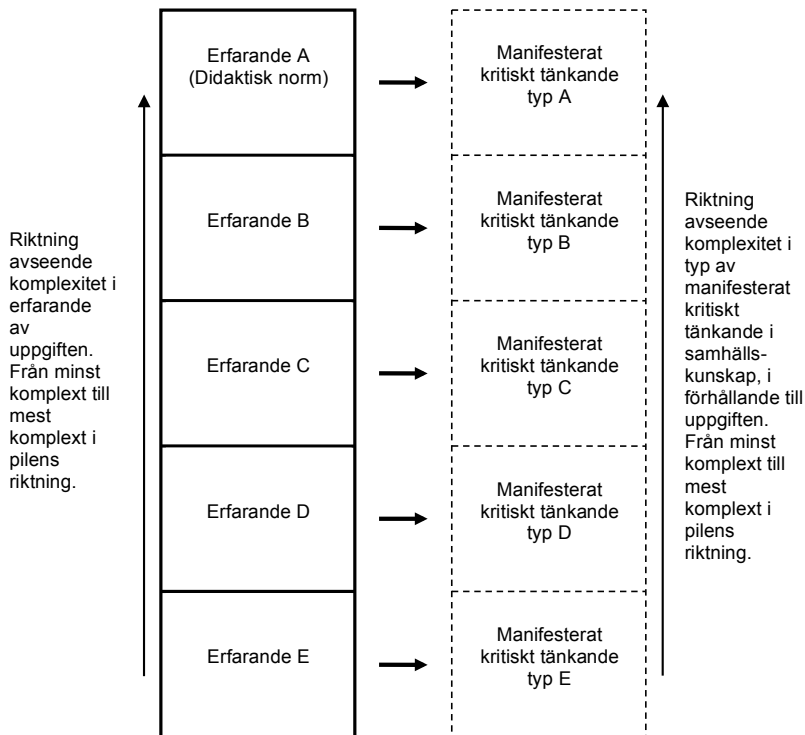 Erfarande A
(Didaktisk norm)
Manifesterat
kritiskt tänkande
typ A
Erfarande B
Manifesterat
kritiskt tänkande
typ B
Erfarande C
Manifesterat
kritiskt tänkande
typ C
Erfarande D
Manifesterat
kritiskt tänkande
typ D
Erfarande E
Manifesterat
kritiskt tänkande
typ E
Riktning
avseende
komplexitet i
erfarande
av
uppgiften.
Från minst
komplext till
mest
komplext i
pilens
riktning.
Riktning
avseende
komplexitet i
typ av
manifesterat
kritiskt
tänkande i
samhälls-
kunskap, i
förhållande till
uppgiften.
Från minst
komplext till
mest
komplext i
pilens
riktning.